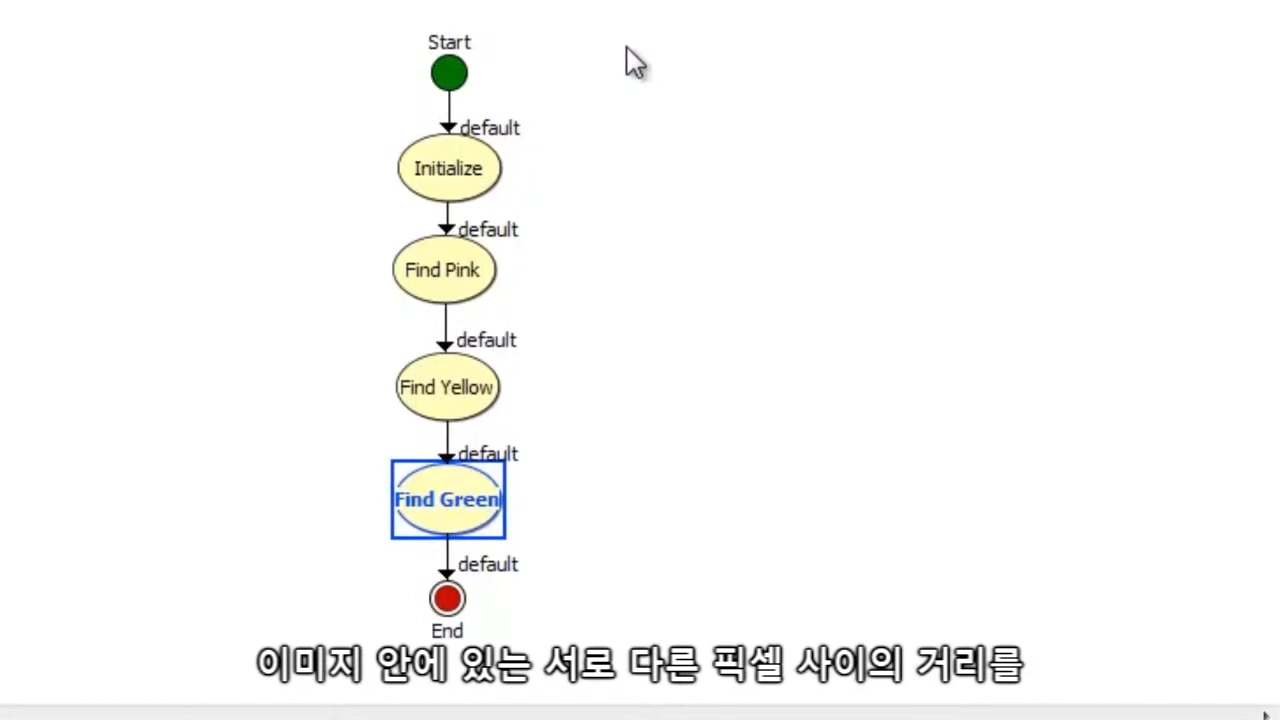 Start
default
Initialize
default
Find Pink
default
Find Yellow
default
Find Green
default
End
이미지 안에 있는 서로 다른 픽셀 사이의 거리를